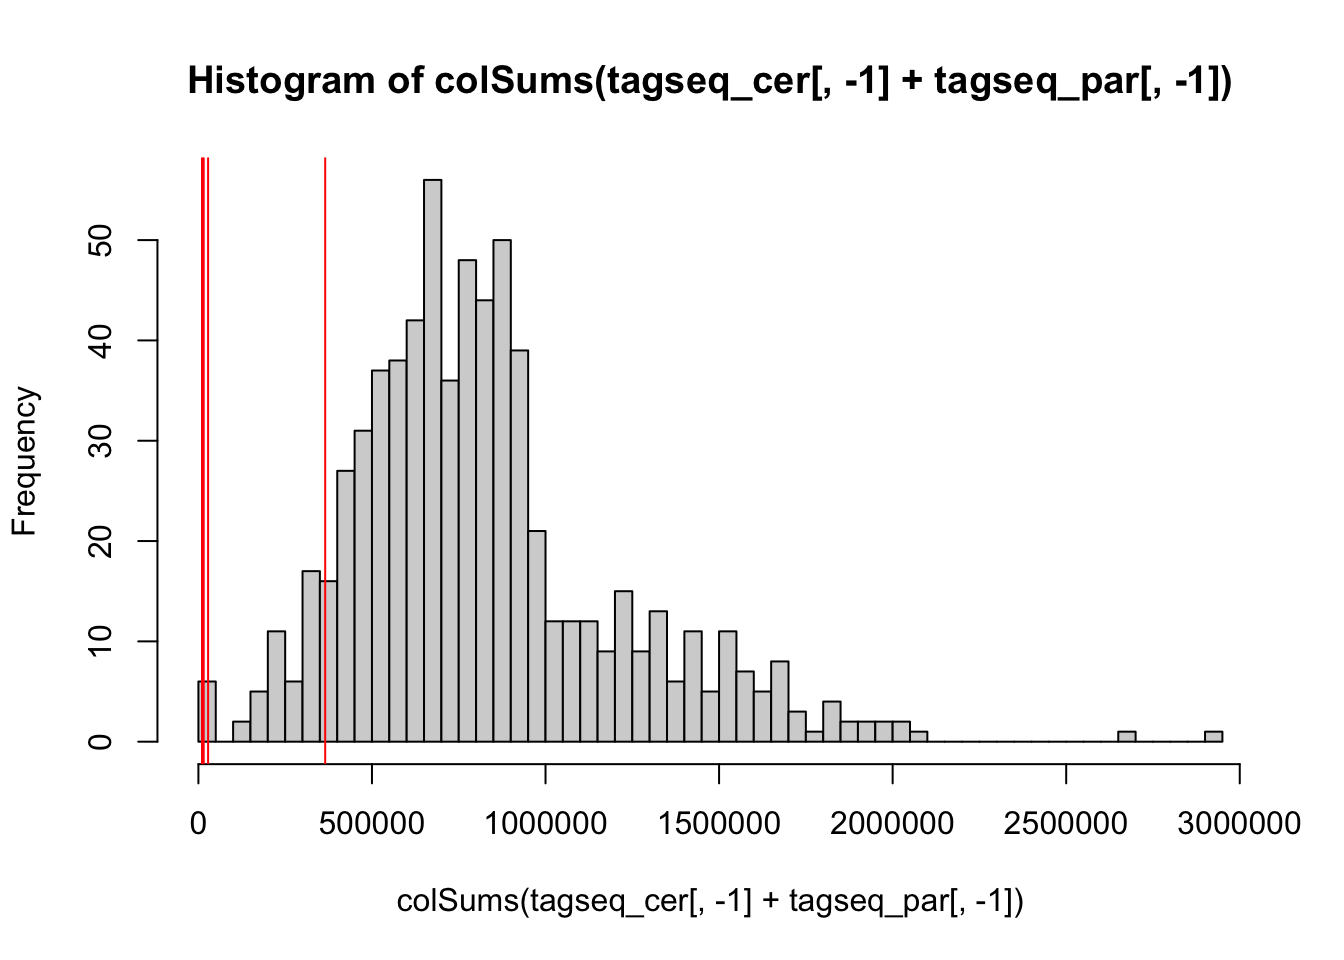 Histogram of colSums(tagseq_cer[, -1] + tagseq_par[, -1])
Frequency
50
40
30
20
10
0
0 500000 1000000 1500000 2000000 2500000 3000000
colSums(tagseq_cer[, -1] + tagseq_par[, -1])